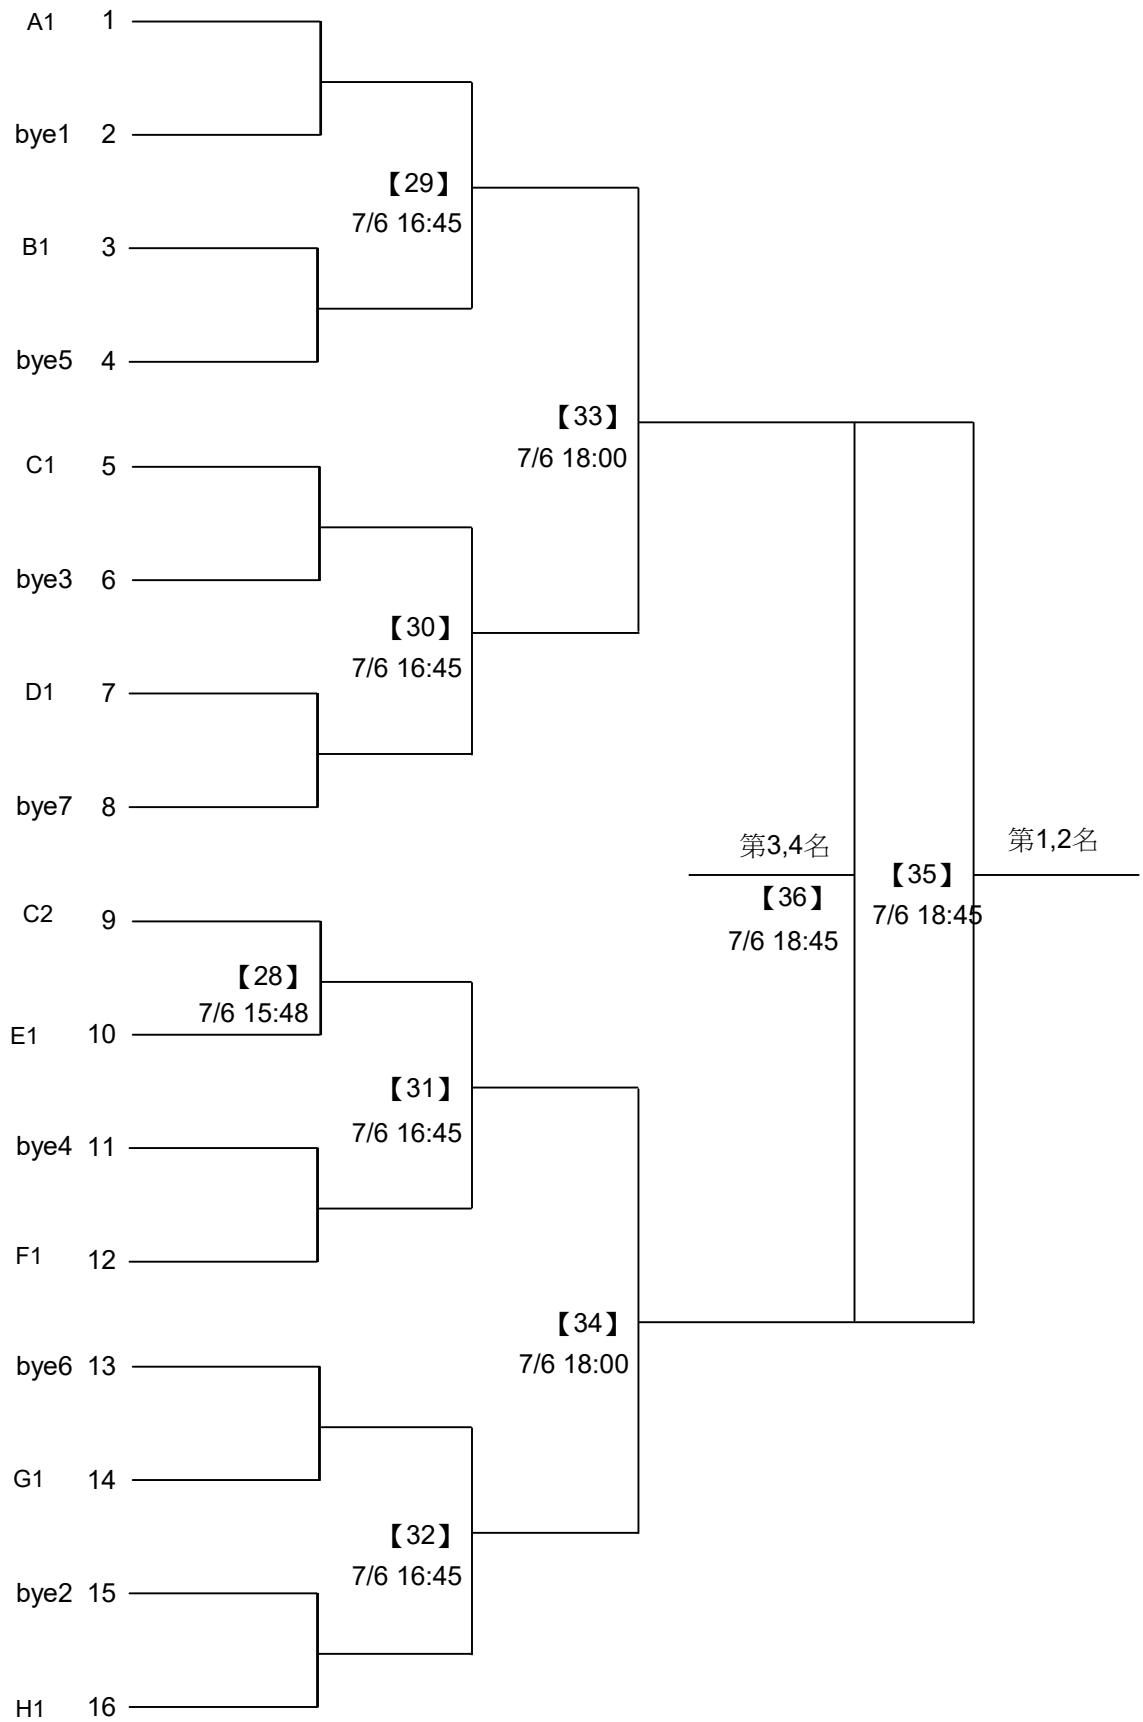 A1 1
bye1 2
【29】
7/6 16:45
B1 3
bye5 4
【33】
7/6 18:00
C1 5
bye3 6
【30】
7/6 16:45
D1 7
bye7 8
第3,4名
第1,2名
【36】
7/6 18:45
【35】
7/6 18:45
C2 9
【28】
7/6 15:48
E1 10
【31】
7/6 16:45
bye4 11
F1 12
【34】
7/6 18:00
bye6 13
G1 14
【32】
7/6 16:45
bye2 15
H1 16